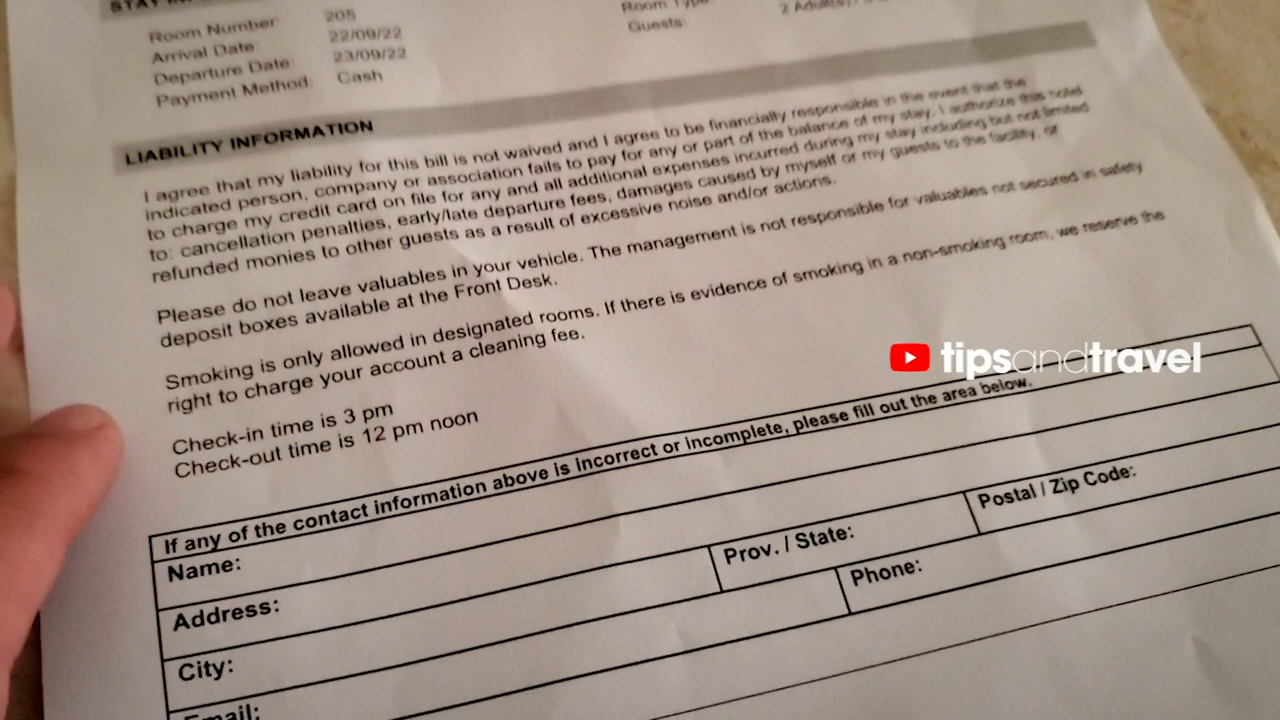 STAY
Room Number: 205
Room Type:
Arrival Date: 22/09/22
Guests: 2 Adult(s)
Departure Date: 23/09/22
Payment Method: Cash
LIABILITY INFORMATION
I agree that my liability for this bill is not waived and I agree to be financially responsible in the event that the
indicated person, company or association fails to pay for any or part of the balance of my stay. I authorize this hotel
to charge my credit card on file for any and all additional expenses incurred during my stay including but not limited
to: cancellation penalties, early/late departure fees, damages caused by myself or my guests to the facility, or
refunded monies to other guests as a result of excessive noise and/or actions.
Please do not leave valuables in your vehicle. The management is not responsible for valuables not secured in safety
deposit boxes available at the Front Desk.
Smoking is only allowed in designated rooms. If there is evidence of smoking in a non-smoking room, we reserve the
right to charge your account a cleaning fee.
tipsandtravel
Check-in time is 3 pm
Check-out time is 12 pm noon
If any of the contact information above is incorrect or incomplete, please fill out the area below.
Name:
Address: Prov. / State: Postal / Zip Code:
City: Phone:
Email: